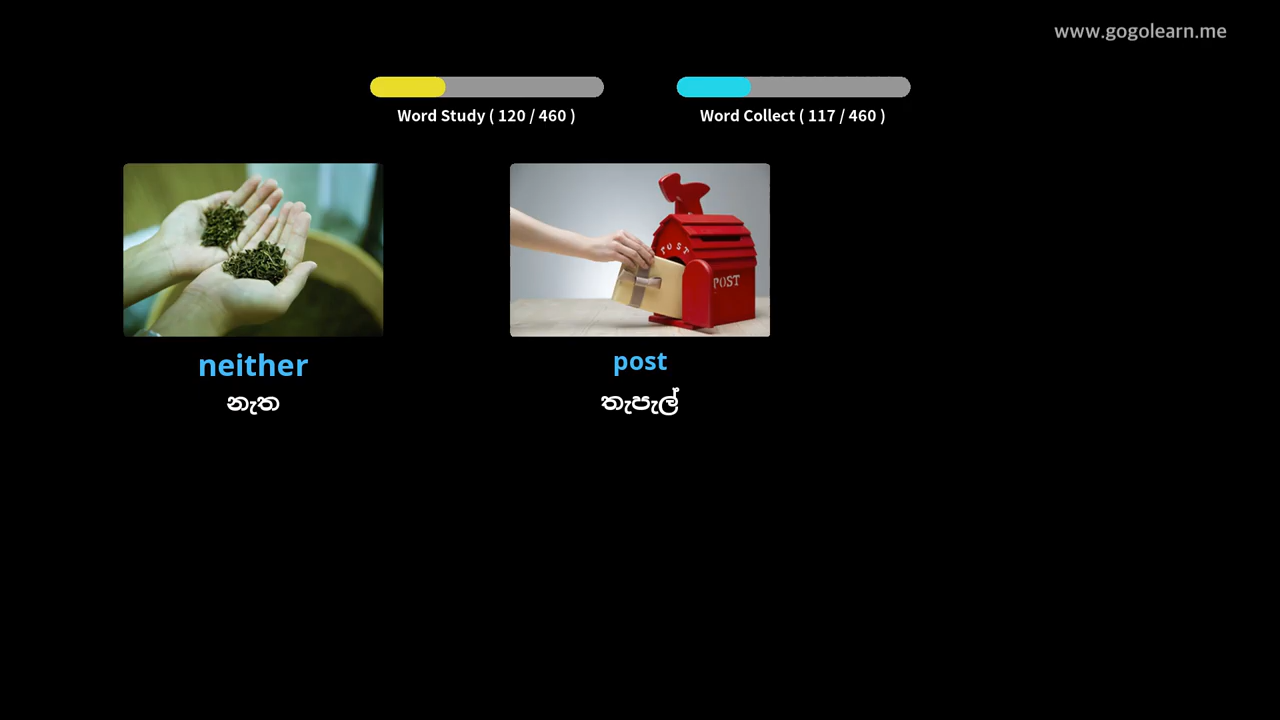 www.gogolearn.me
Word Study ( 120 / 460 )
Word Collect ( 117 / 460 )
POST
POST
neither
නැත
post
තැපැල්